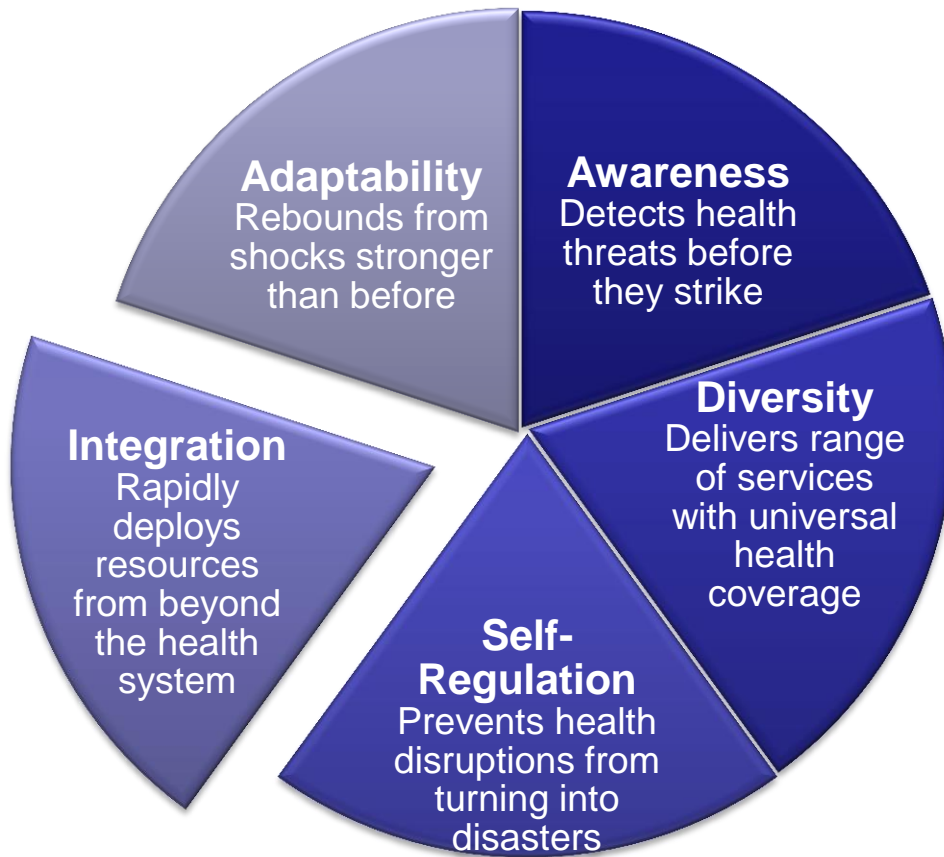 Adaptability
Rebounds from
shocks stronger
than before
Awareness
Detects health
threats before
they strike
Diversity
Delivers range
of services
with universal
health
coverage
Self-
Regulation
Prevents health
disruptions from
turning into
disasters
Integration
Rapidly
deploys
resources
from beyond
the health
system